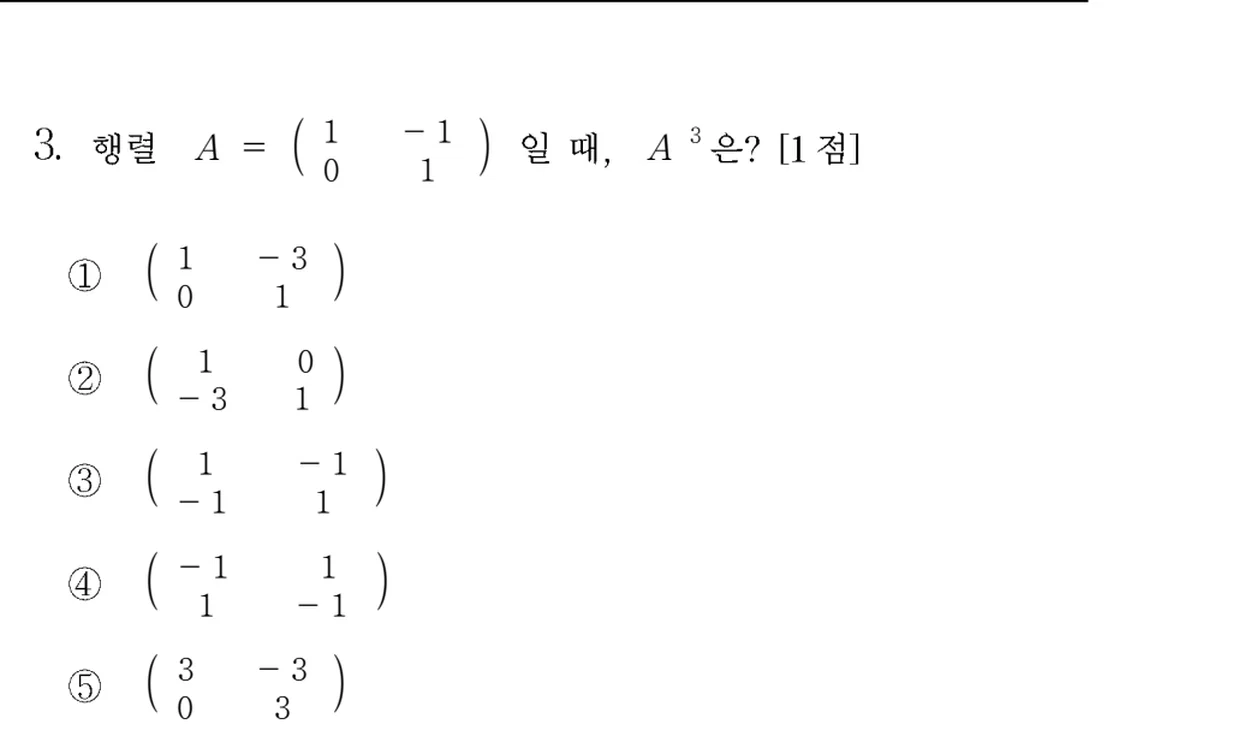 3. 행렬 A = ( 1 -1 ) 일 때, A ³ 은? [1 점]
0 1
① ( 1 -3 )
0 1
② ( 1 0 )
-3 1
③ ( 1 -1 )
-1 1
④ ( -1 1 )
1 -1
⑤ ( 3 -3 )
0 3